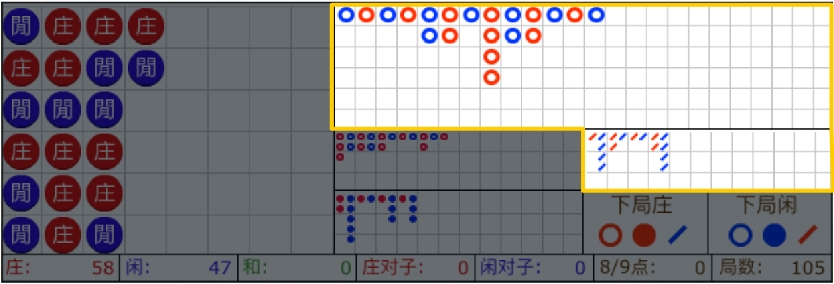 閒 庄 庄 庄
庄 庄 閒 閒
閒 閒 閒
庄 庄 庄
閒 庄 庄
閒 庄 閒
下局庄 下局闲
庄: 58 闲: 47 和: 0 庄对子: 0 闲对子: 0 8/9点: 0 局数: 105